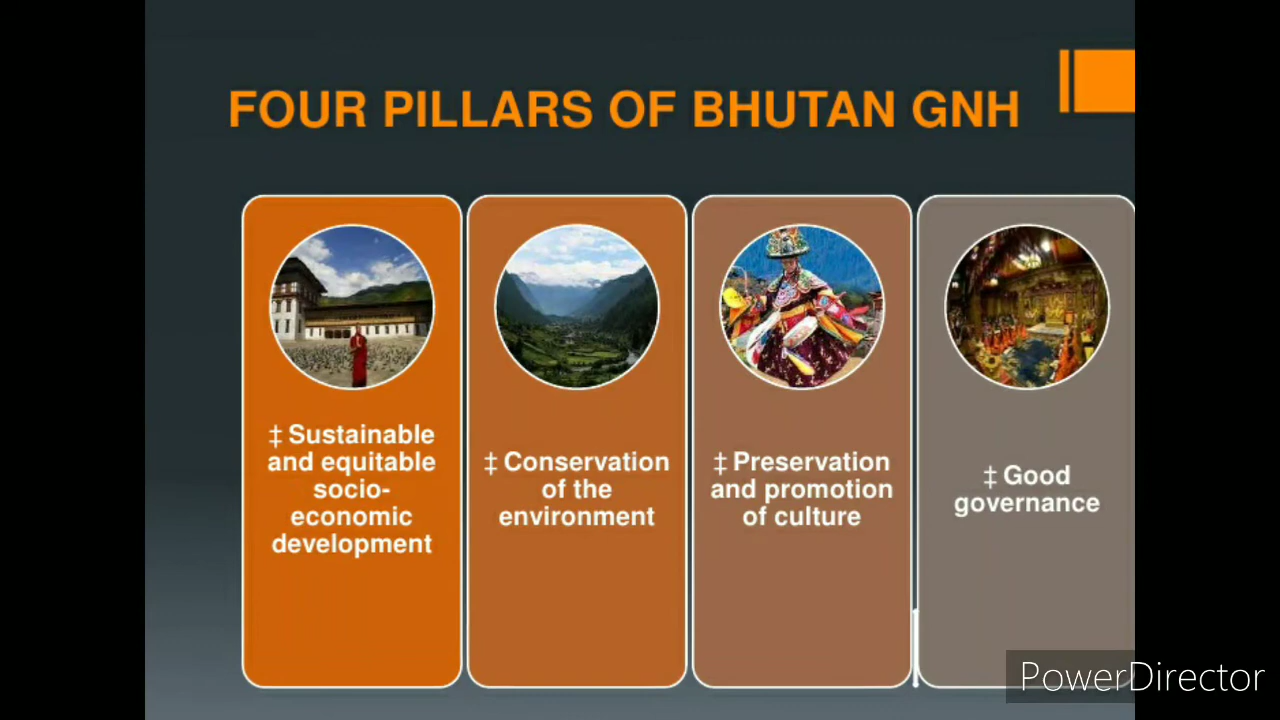 FOUR PILLARS OF BHUTAN GNH
‡ Sustainable
and equitable
socio-
economic
development
‡ Conservation
of the
environment
‡ Preservation
and promotion
of culture
‡ Good
governance
PowerDirector